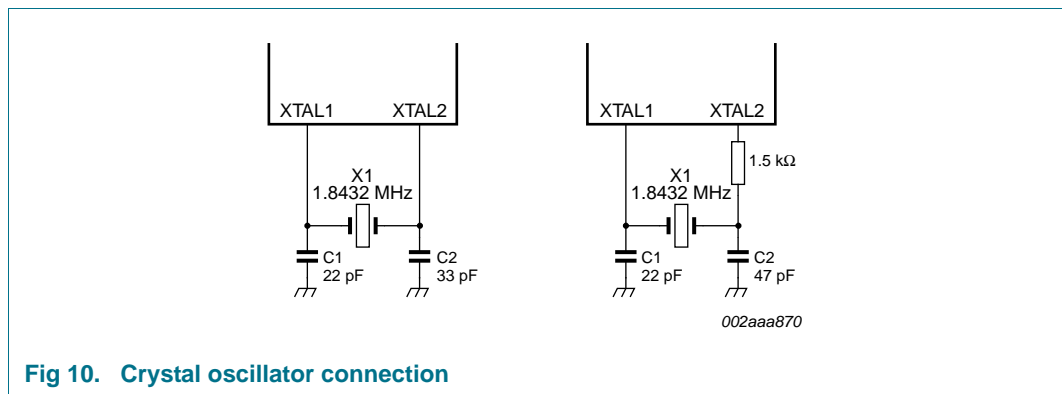 XTAL1 XTAL2
X1
1.8432 MHz
C1
22 pF
C2
33 pF
XTAL1 XTAL2
1.5 kΩ
X1
1.8432 MHz
C1
22 pF
C2
47 pF
002aaa870
Fig 10. Crystal oscillator connection